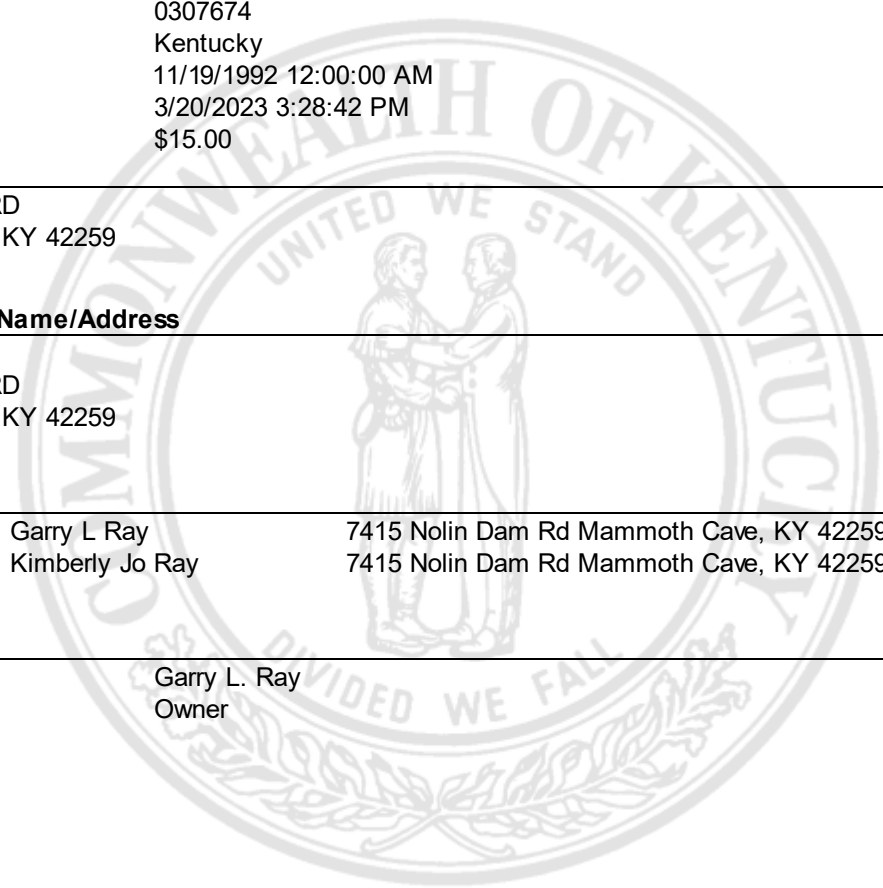 0307674
Kentucky
11/19/1992 12:00:00 AM
3/20/2023 3:28:42 PM
$15.00
RD
KY 42259
Name/Address
RD
KY 42259
Garry L Ray 7415 Nolin Dam Rd Mammoth Cave, KY 42259
Kimberly Jo Ray 7415 Nolin Dam Rd Mammoth Cave, KY 42259
Garry L. Ray
Owner
COMMONWEALTH OF KENTUCKY
UNITED WE STAND
DIVIDED WE FALL